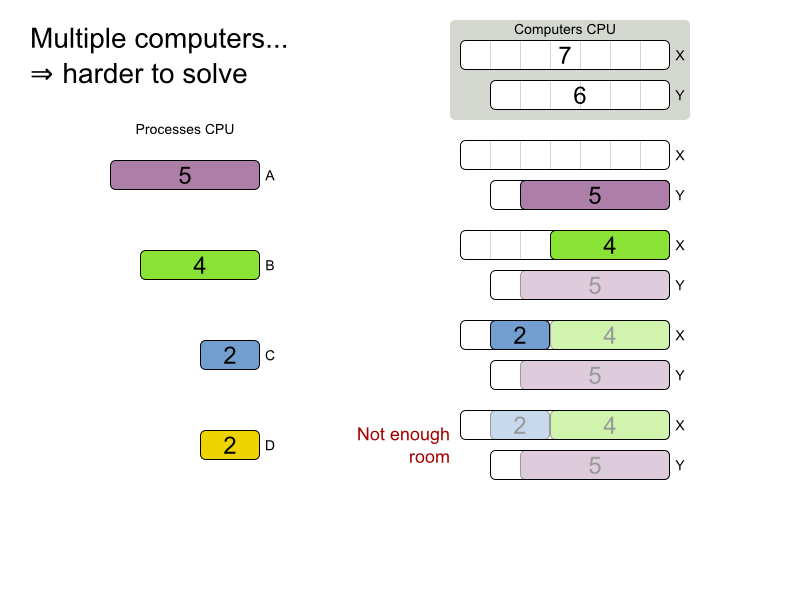 Multiple computers...
⇒ harder to solve
Computers CPU
7 X
6 Y
Processes CPU
5 A
X
5 Y
4 B
4 X
5 Y
2 C
2 4 X
5 Y
2 D
Not enough
room
2 4 X
5 Y